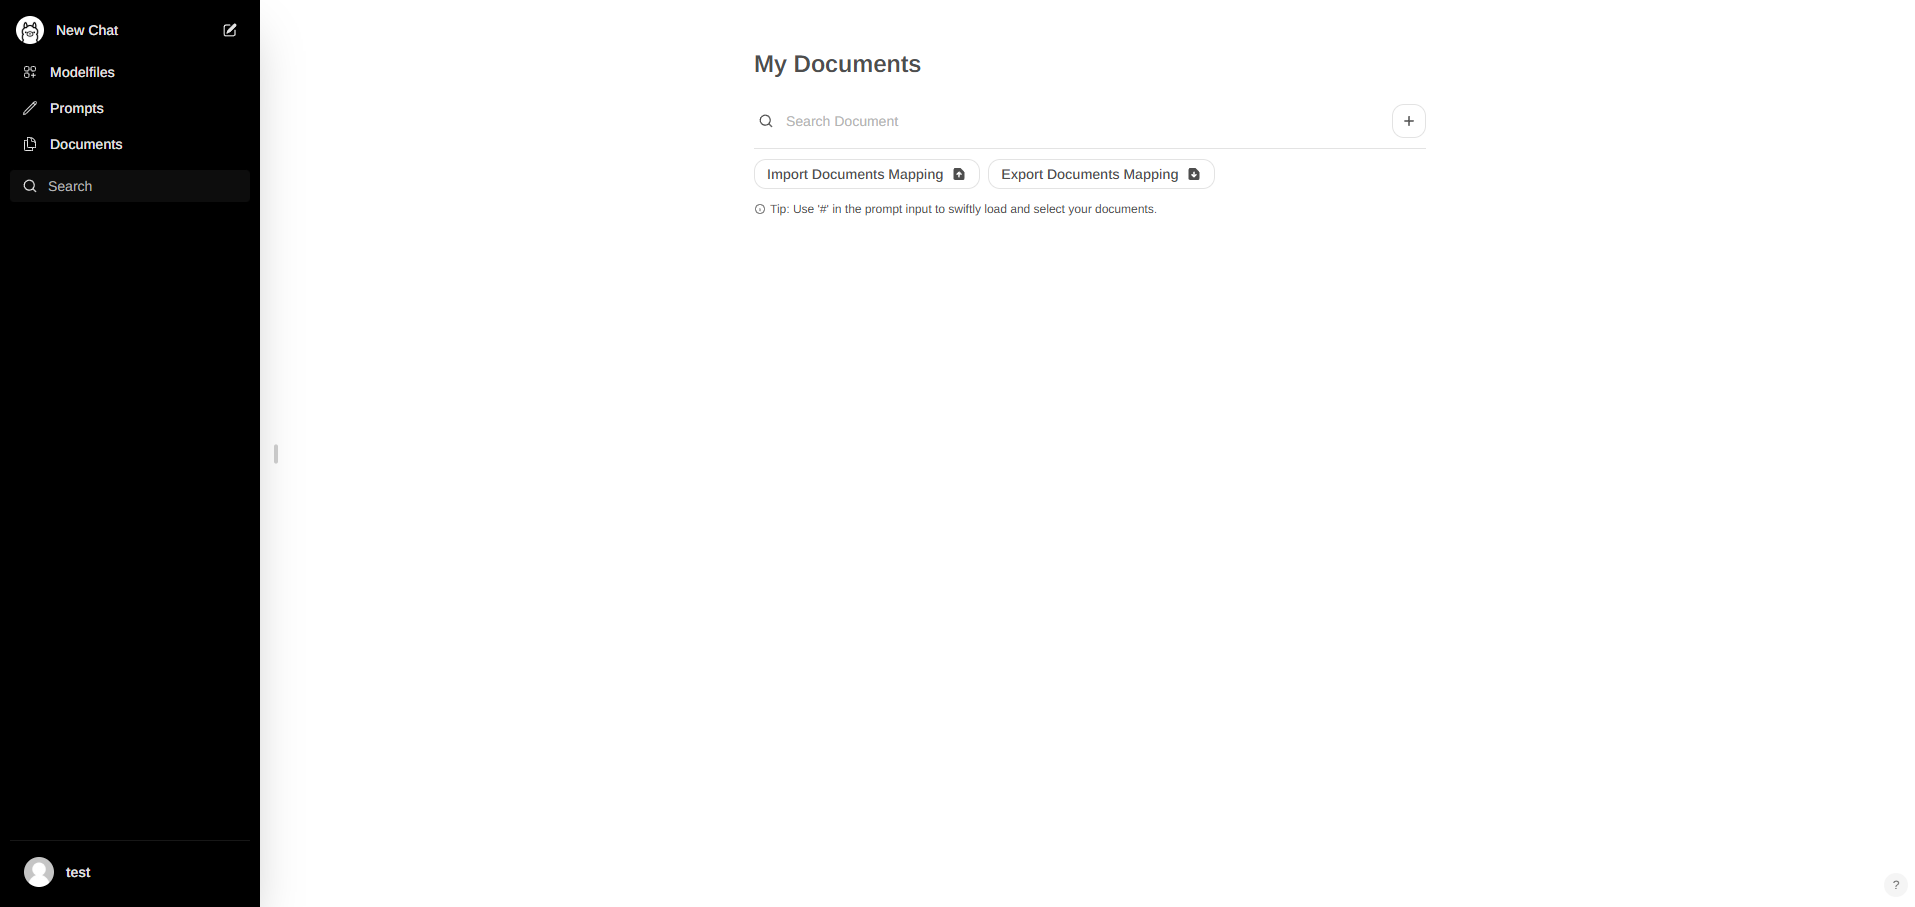 New Chat
Modelfiles
Prompts
Documents
Search
test
My Documents
Search Document
+
Import Documents Mapping
Export Documents Mapping
Tip: Use '#' in the prompt input to swiftly load and select your documents.
?